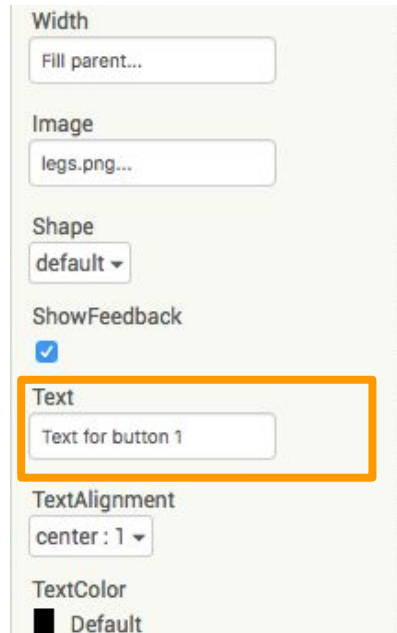 Width
Fill parent...
Image
legs.png...
Shape
default
ShowFeedback
Text
Text for button 1
TextAlignment
center : 1
TextColor
Default